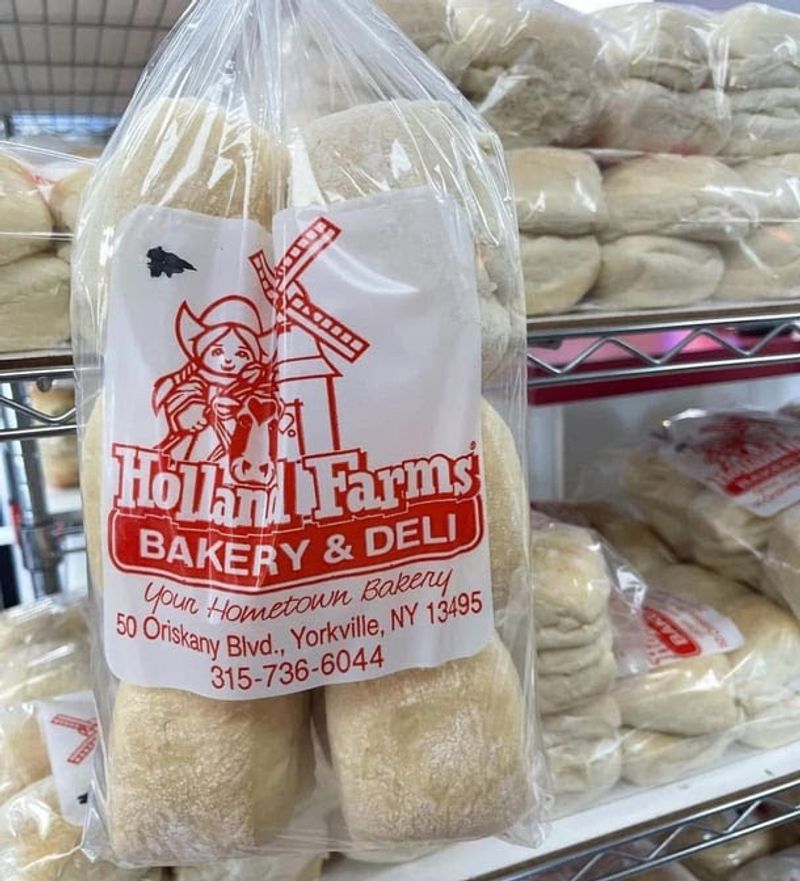 Holland Farms®
BAKERY & DELI
Your Hometown Bakery
50 Oriskany Blvd., Yorkville, NY 13495
315-736-6044